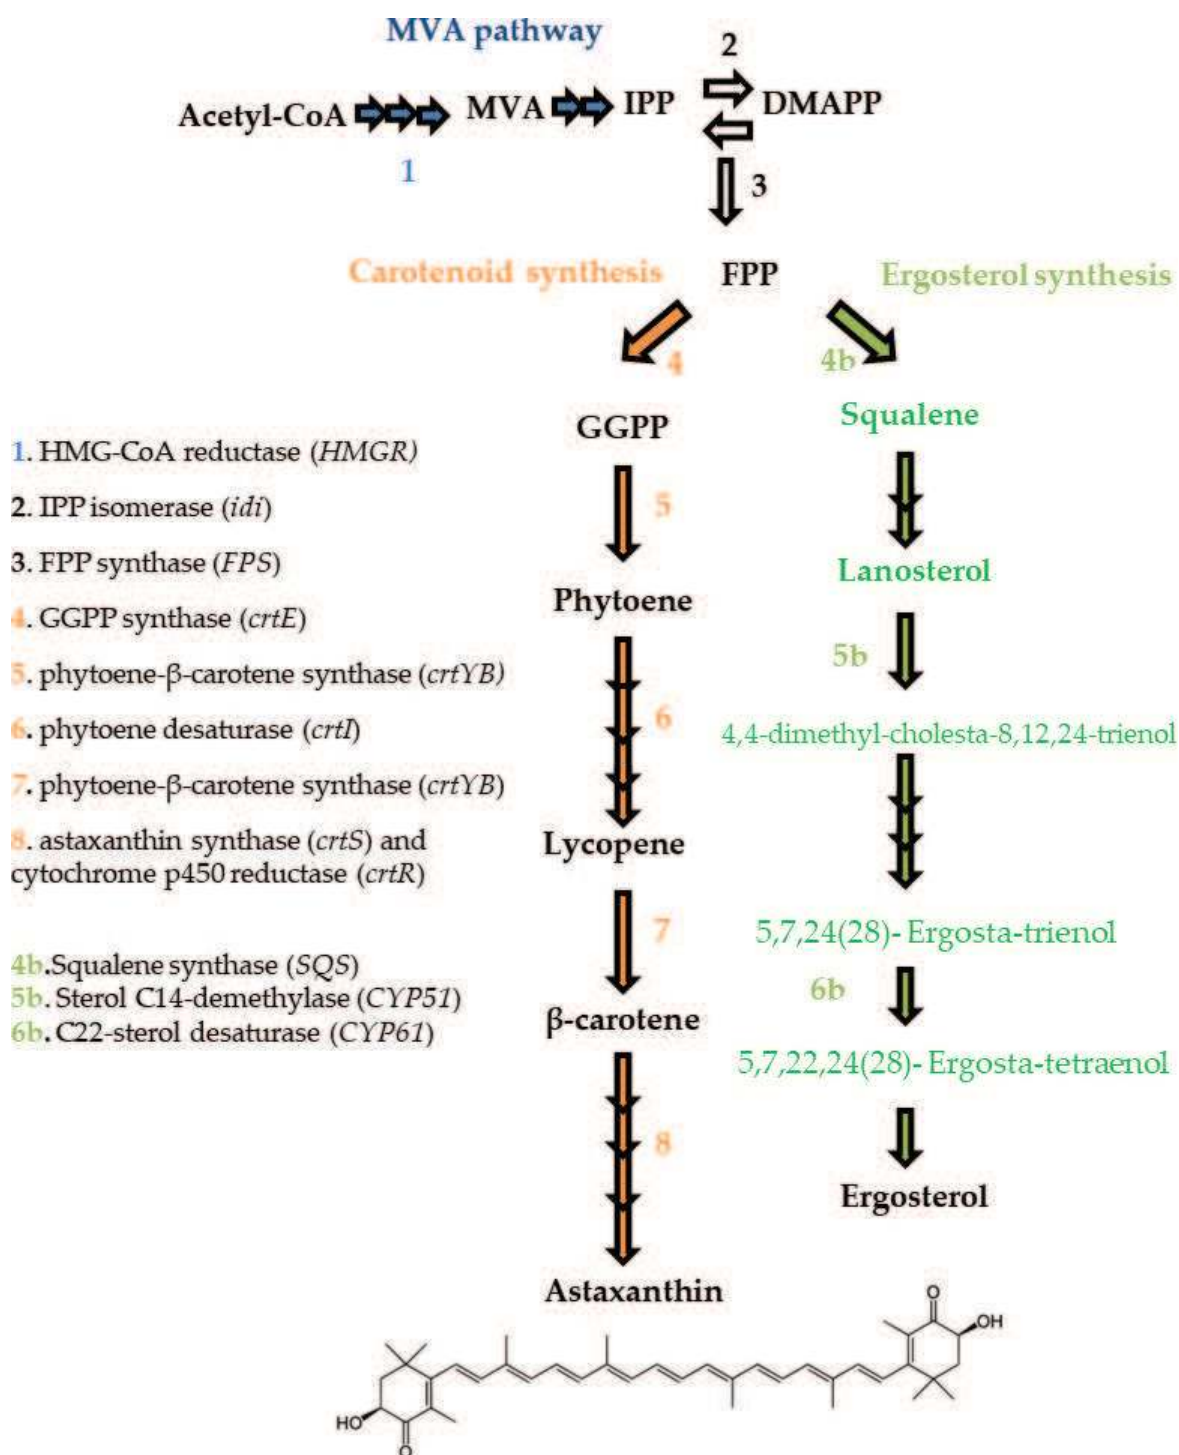 MVA pathway
2
Acetyl-CoA MVA IPP DMAPP
1
3
Carotenoid synthesis FPP Ergosterol synthesis
4 4b
GGPP Squalene
5
Phytoene Lanosterol
5b
6 4,4-dimethyl-cholesta-8,12,24-trienol
Lycopene
7 5,7,24(28)- Ergosta-trienol
6b
β-carotene
5,7,22,24(28)- Ergosta-tetraenol
8
Ergosterol
Astaxanthin
1. HMG-CoA reductase (HMGR)
2. IPP isomerase (idi)
3. FPP synthase (FPS)
4. GGPP synthase (crtE)
5. phytoene-β-carotene synthase (crtYB)
6. phytoene desaturase (crtI)
7. phytoene-β-carotene synthase (crtYB)
8. astaxanthin synthase (crtS) and
cytochrome p450 reductase (crtR)
4b.Squalene synthase (SQS)
5b. Sterol C14-demethylase (CYP51)
6b. C22-sterol desaturase (CYP61)
O
OH
HO
O